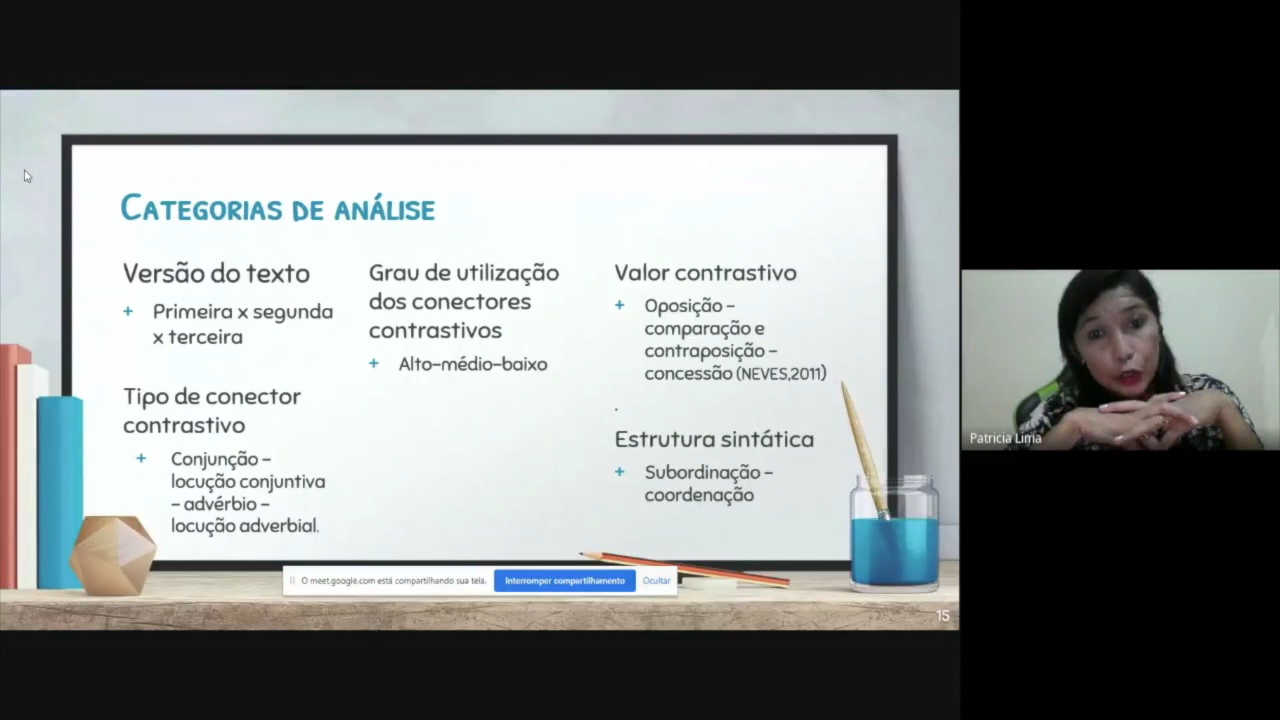 CATEGORIAS DE ANÁLISE
Versão do texto
+ Primeira x segunda
x terceira
Tipo de conector
contrastivo
+ Conjunção –
locução conjuntiva
– advérbio –
locução adverbial.
Grau de utilização
dos conectores
contrastivos
+ Alto-médio-baixo
Valor contrastivo
+ Oposição –
comparação e
contraposição –
concessão (NEVES,2011)
.
Estrutura sintática
+ Subordinação –
coordenação
O meet.google.com está compartilhando sua tela. Interromper compartilhamento Ocultar
15
Patricia Lima